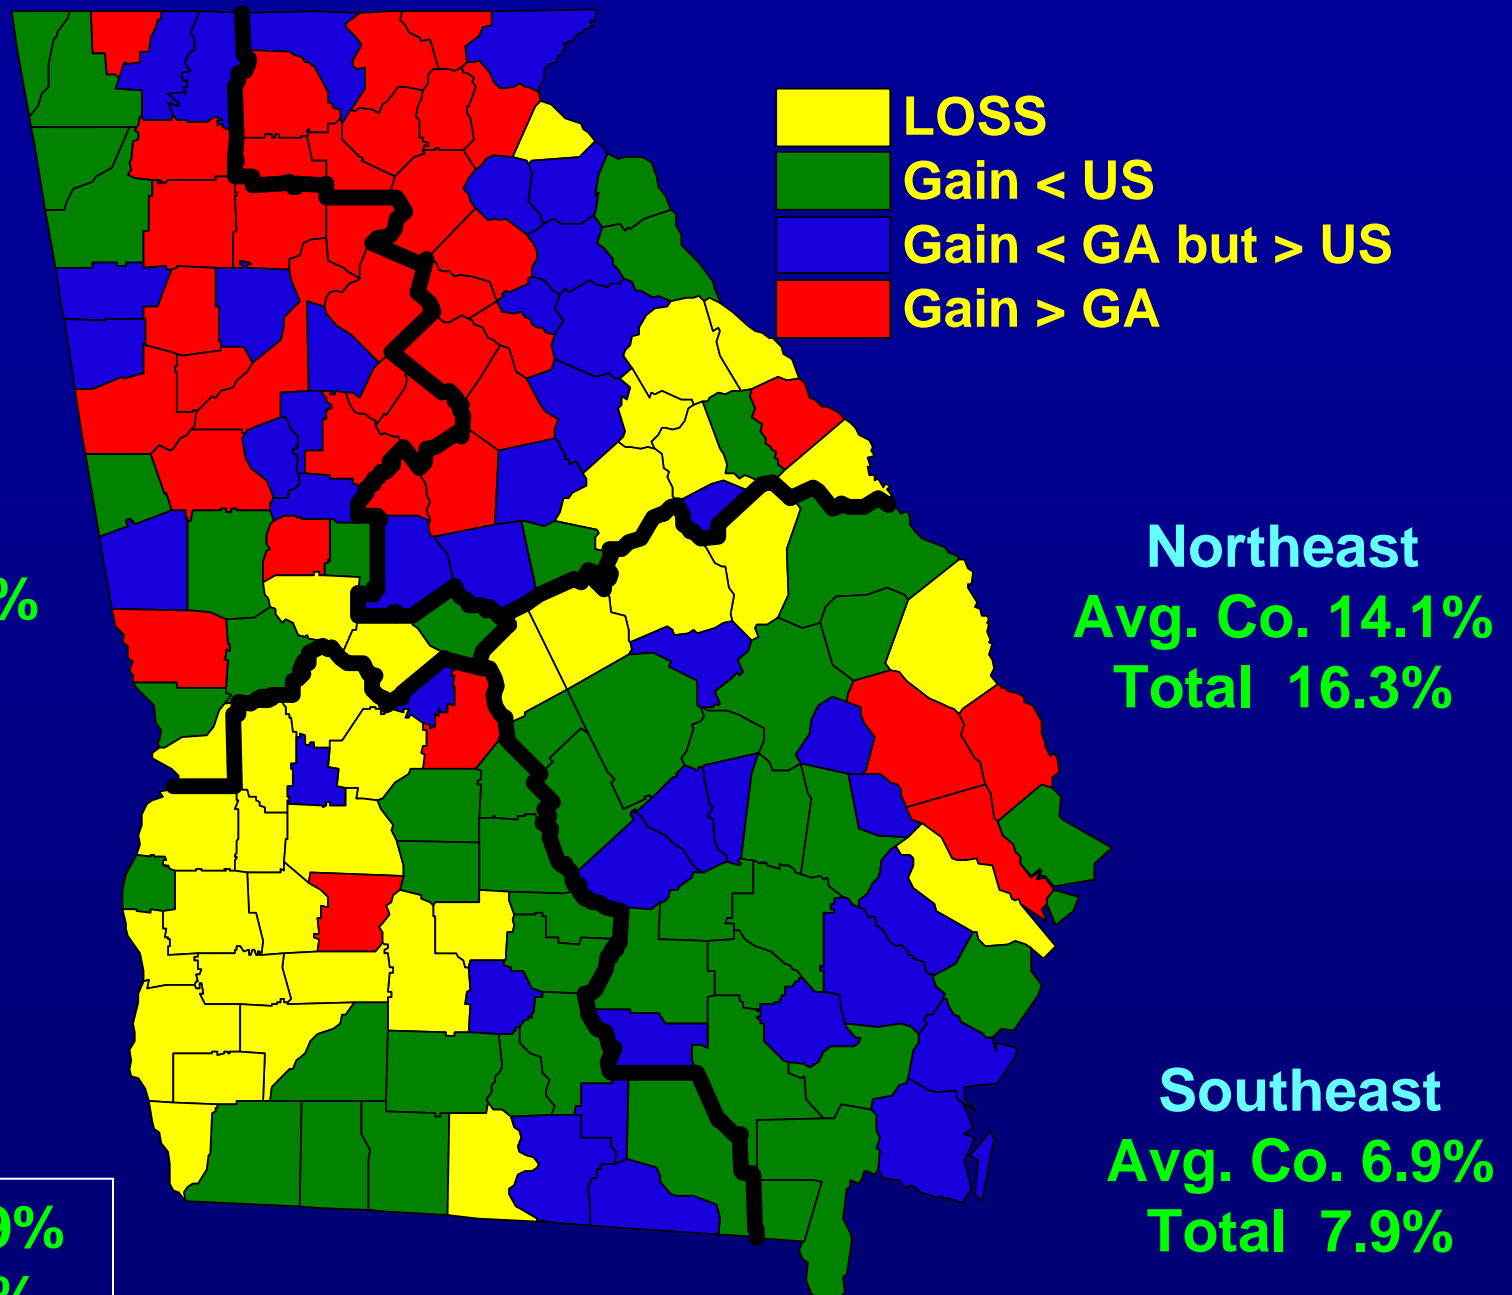 LOSS
Gain < US
Gain < GA but > US
Gain > GA
%
Northeast
Avg. Co. 14.1%
Total 16.3%
Southeast
Avg. Co. 6.9%
Total 7.9%
9%
%